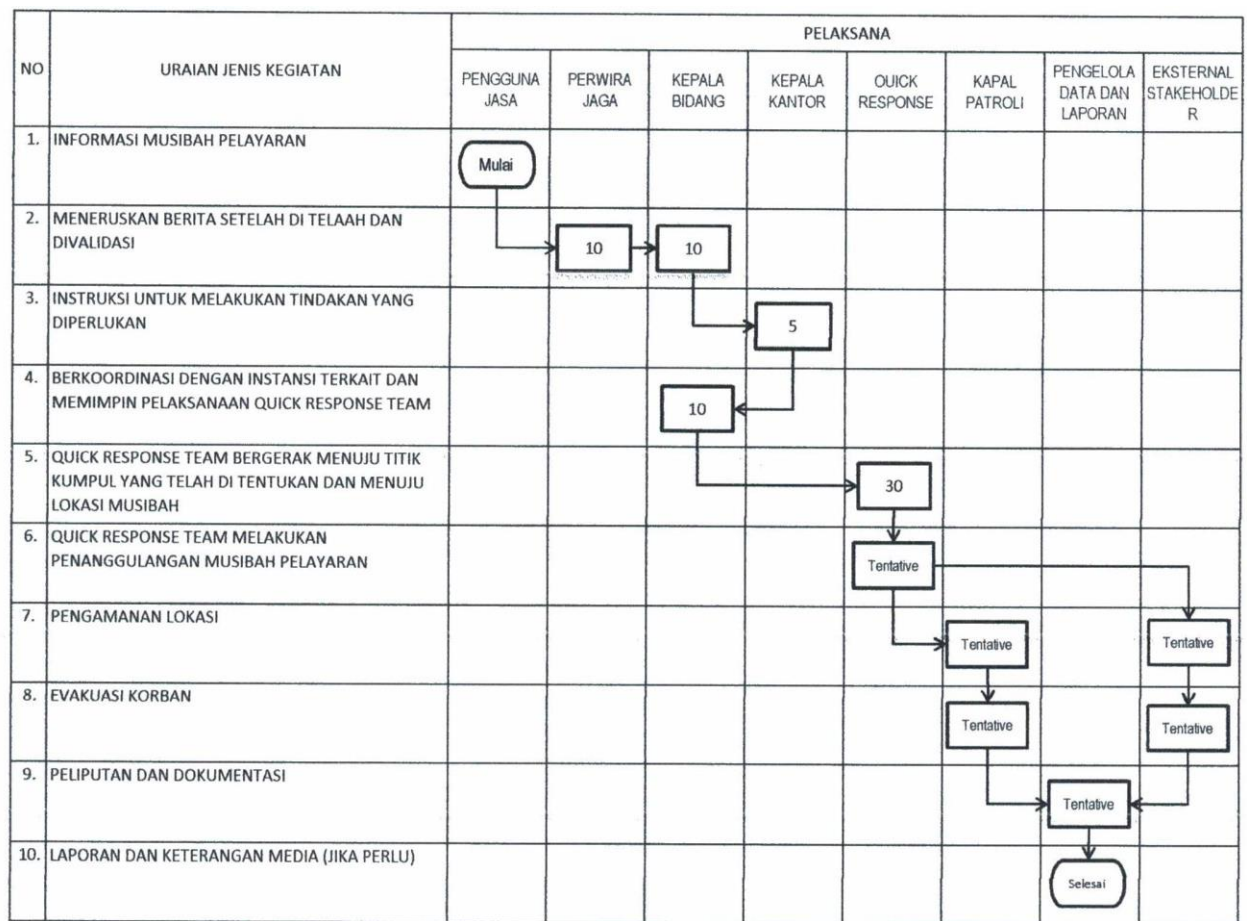 PELAKSANA
NO
URAIAN JENIS KEGIATAN
PENGGUNA
JASA
PERWIRA
JAGA
KEPALA
BIDANG
KEPALA
KANTOR
OUICK
RESPONSE
KAPAL
PATROLI
PENGELOLA
DATA DAN
LAPORAN
EKSTERNAL
STAKEHOLDE
R
1. INFORMASI MUSIBAH PELAYARAN
Mulai
2. MENERUSKAN BERITA SETELAH DI TELAAH DAN
DIVALIDASI
10
10
3. INSTRUKSI UNTUK MELAKUKAN TINDAKAN YANG
DIPERLUKAN
5
4. BERKOORDINASI DENGAN INSTANSI TERKAIT DAN
MEMIMPIN PELAKSANAAN QUICK RESPONSE TEAM
10
5. QUICK RESPONSE TEAM BERGERAK MENUJU TITIK
KUMPUL YANG TELAH DI TENTUKAN DAN MENUJU
LOKASI MUSIBAH
30
6. QUICK RESPONSE TEAM MELAKUKAN
PENANGGULANGAN MUSIBAH PELAYARAN
Tentative
7. PENGAMANAN LOKASI
Tentative
Tentative
8. EVAKUASI KORBAN
Tentative
Tentative
9. PELIPUTAN DAN DOKUMENTASI
Tentative
10. LAPORAN DAN KETERANGAN MEDIA (JIKA PERLU)
Selesai